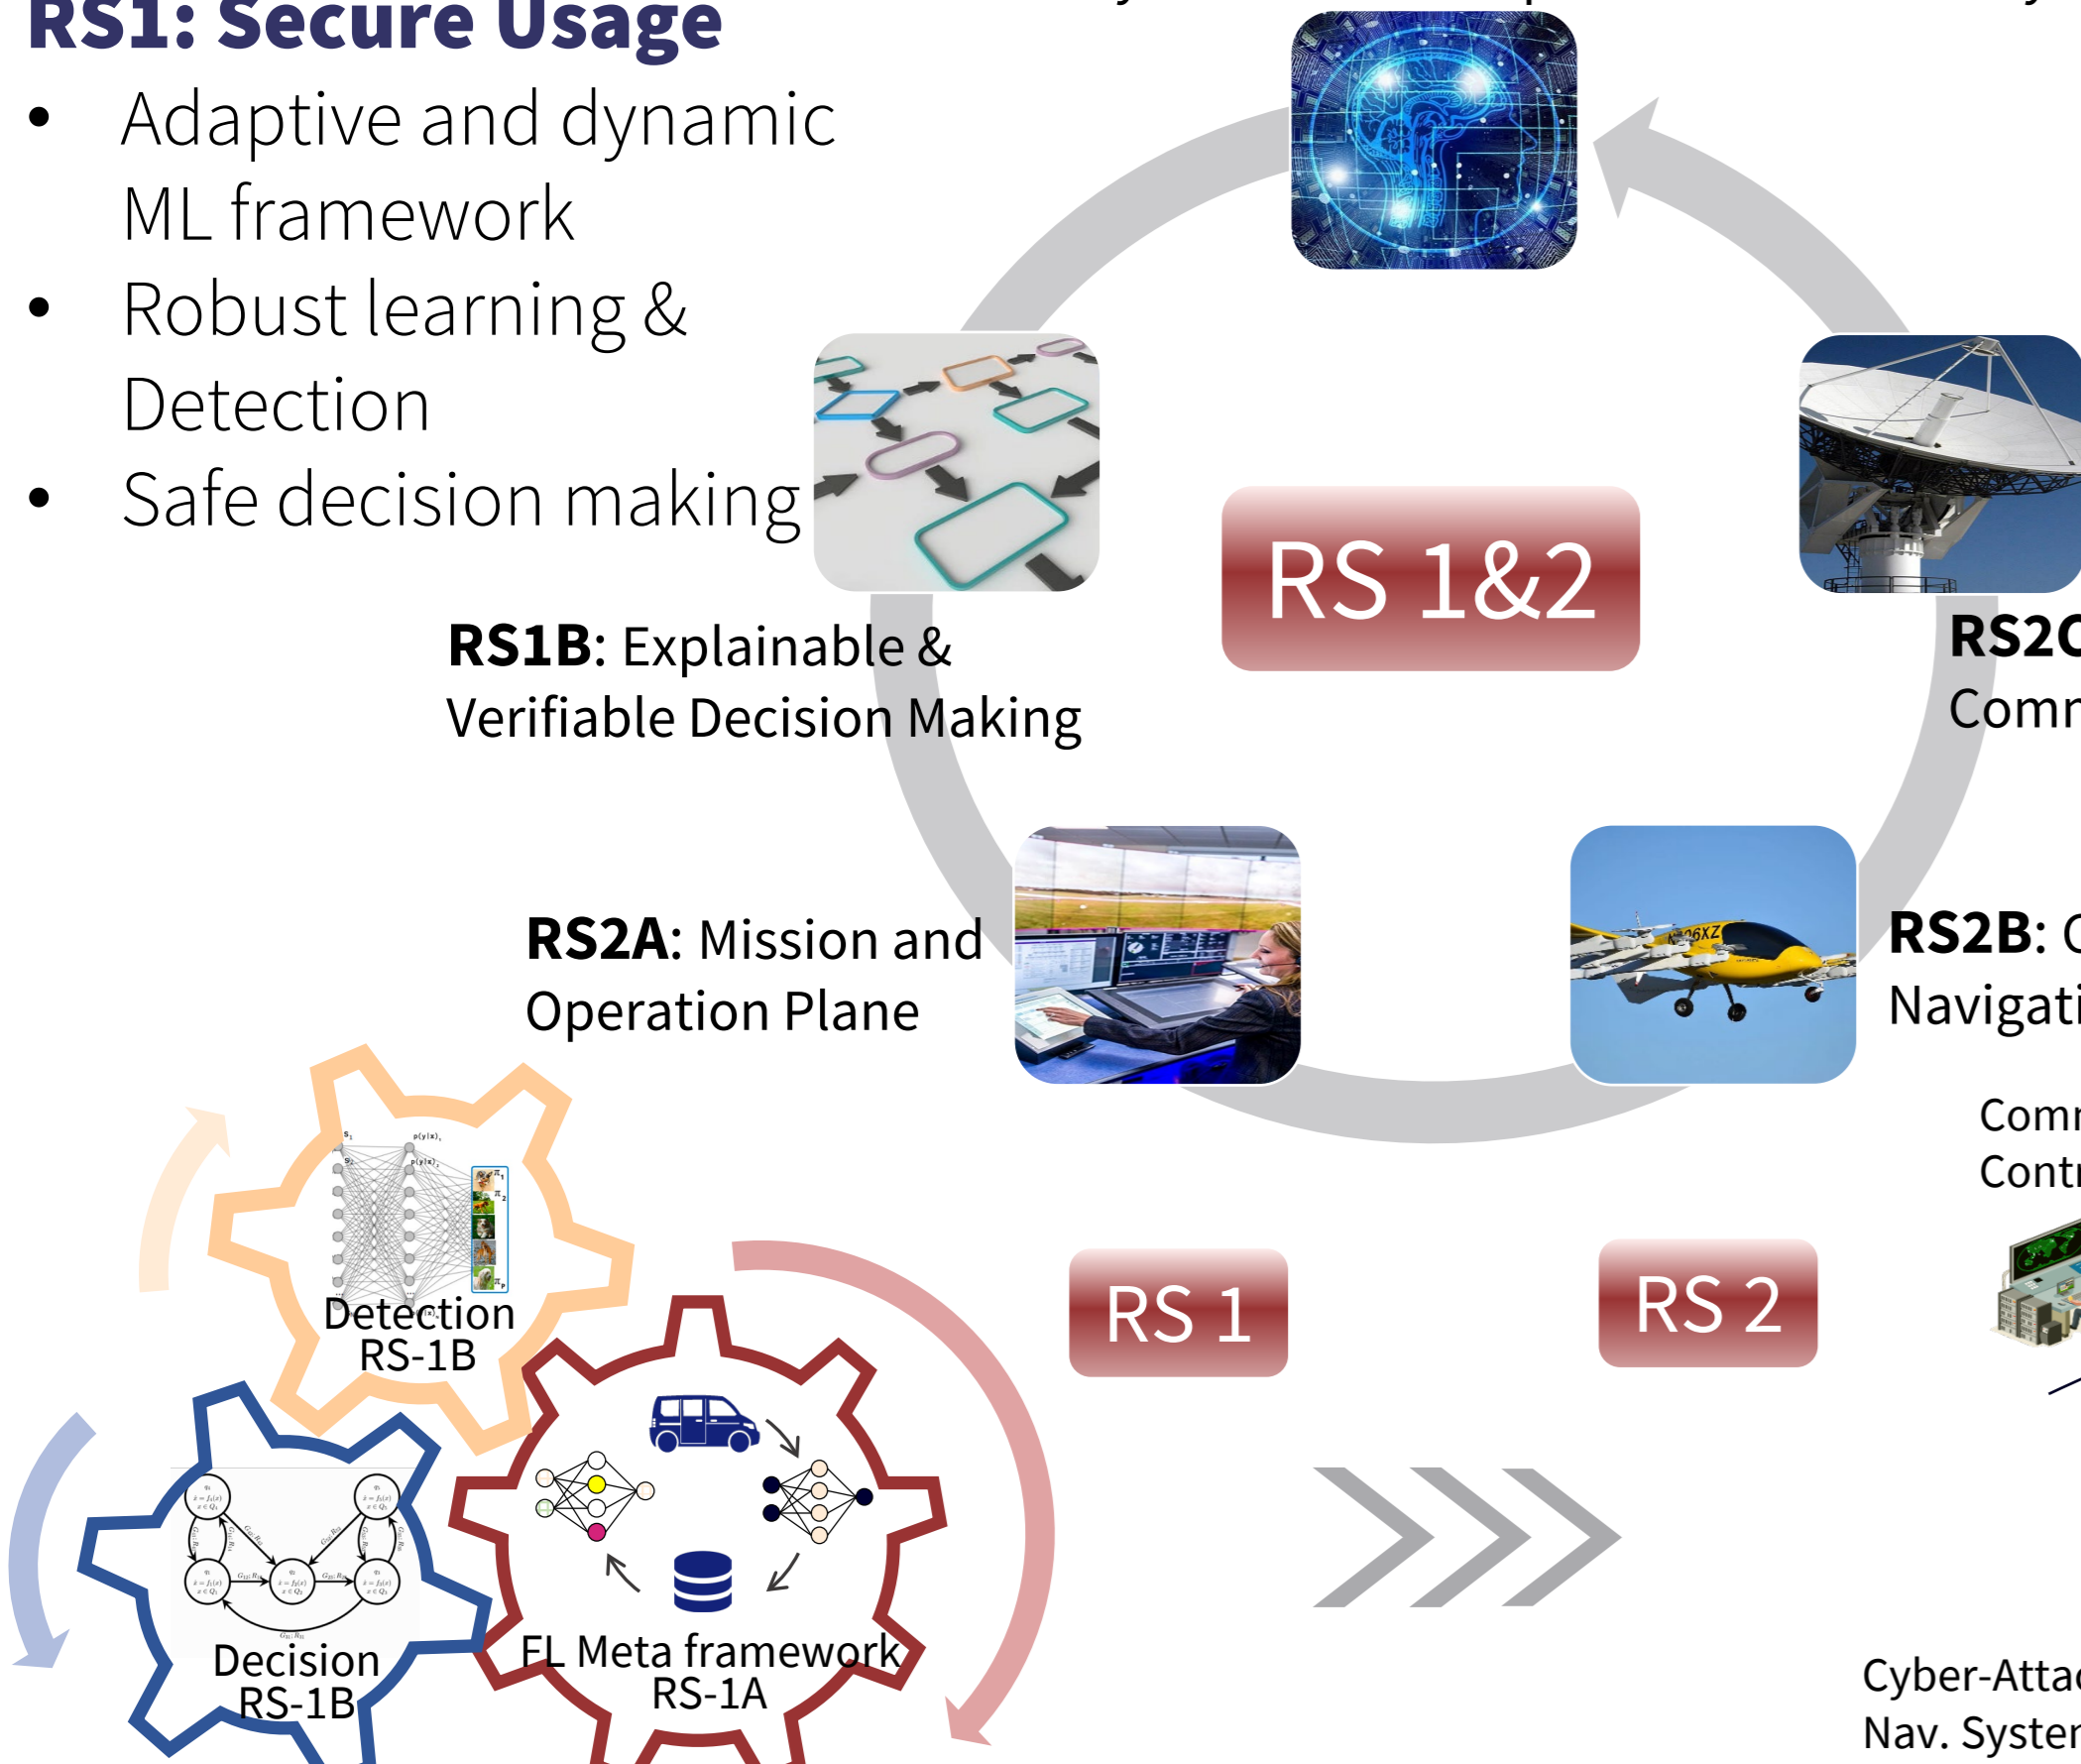 RS1: Secure Usage
• Adaptive and dynamic
ML framework
• Robust learning &
Detection
• Safe decision making
RS 1&2
RS1B: Explainable &
Verifiable Decision Making
RS2A: Mission and
Operation Plane
RS2B:
Detection
RS-1B
RS 1
RS 2
Decision
RS-1B
FL Meta framework
RS-1A
Nav.